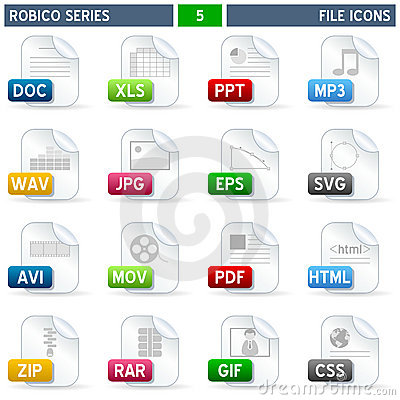 ROBICO SERIES 5 FILE ICONS
DOC XLS PPT MP3
WAV JPG EPS SVG
<html>
AVI MOV PDF HTML
ZIP RAR GIF CSS
dreamstime